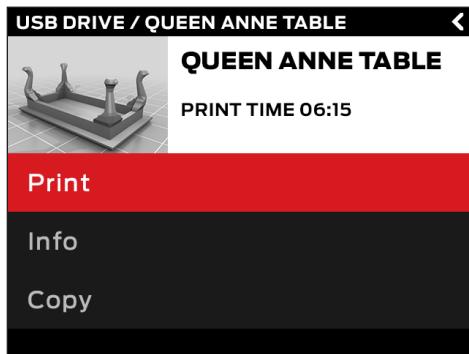 USB DRIVE / QUEEN ANNE TABLE
QUEEN ANNE TABLE
PRINT TIME 06:15
Print
Info
Copy